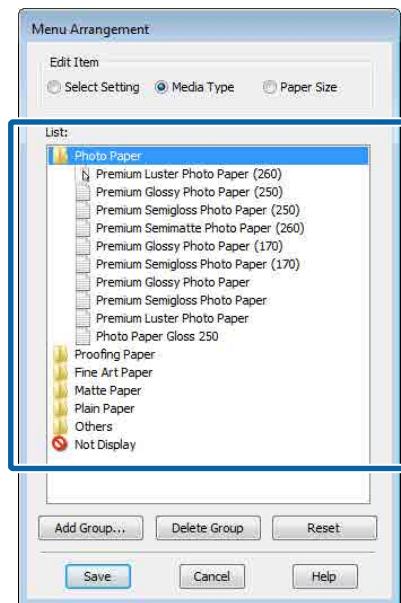 Menu Arrangement
Edit Item
Select Setting Media Type Paper Size
List:
Photo Paper
Premium Luster Photo Paper (260)
Premium Glossy Photo Paper (250)
Premium Semigloss Photo Paper (250)
Premium Semimatte Photo Paper (260)
Premium Glossy Photo Paper (170)
Premium Semigloss Photo Paper (170)
Premium Glossy Photo Paper
Premium Semigloss Photo Paper
Premium Luster Photo Paper
Photo Paper Gloss 250
Proofing Paper
Fine Art Paper
Matte Paper
Plain Paper
Others
Not Display
Add Group... Delete Group Reset
Save Cancel Help